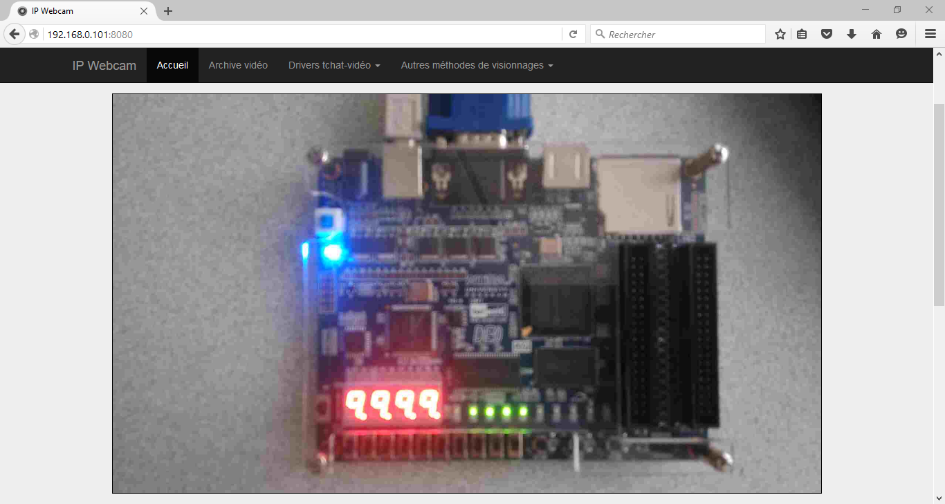 IP Webcam
192.168.0.101:8080
Rechercher
IP Webcam Accueil Archive vidéo Drivers tchat-vidéo Autres méthodes de visionnages
9999